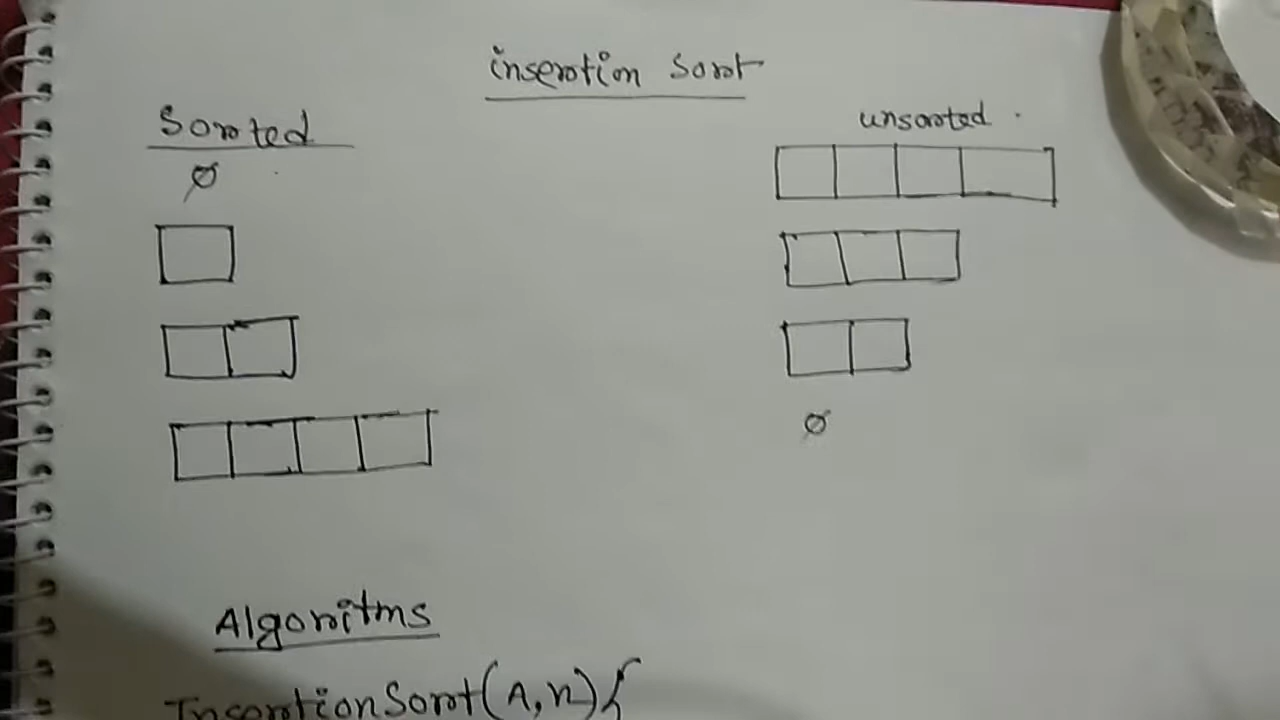 insertion sort
Sorted
unsorted
Ø
Ø
Algoritms
InsertionSort(A,n){